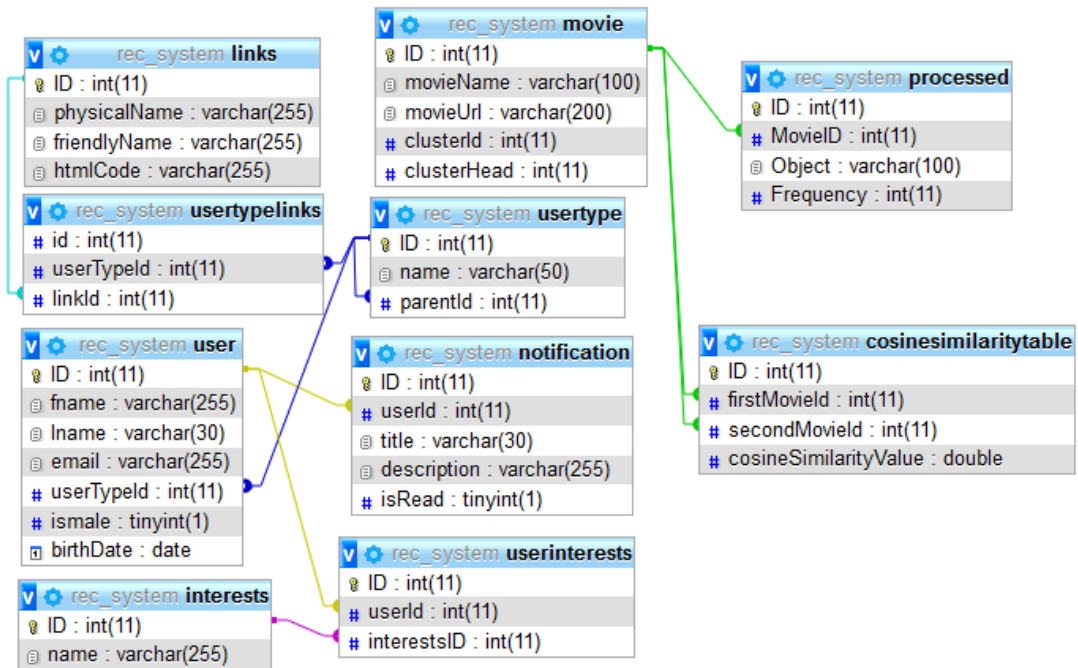 rec_system links
ID : int(11)
physicalName : varchar(255)
friendlyName : varchar(255)
htmlCode : varchar(255)
rec_system movie
ID : int(11)
movieName : varchar(100)
movieUrl : varchar(200)
clusterId : int(11)
clusterHead : int(11)
rec_system processed
ID : int(11)
MovieID : int(11)
Object : varchar(100)
Frequency : int(11)
rec_system usertypelinks
id : int(11)
userTypeId : int(11)
linkId : int(11)
rec_system usertype
ID : int(11)
name : varchar(50)
parentId : int(11)
rec_system user
ID : int(11)
fname : varchar(255)
lname : varchar(30)
email : varchar(255)
userTypeId : int(11)
ismale : tinyint(1)
birthDate : date
rec_system notification
ID : int(11)
userId : int(11)
title : varchar(30)
description : varchar(255)
isRead : tinyint(1)
rec_system cosinesimilaritytable
ID : int(11)
firstMovieId : int(11)
secondMovieId : int(11)
cosineSimilarityValue : double
rec_system interests
ID : int(11)
name : varchar(255)
rec_system userinterests
ID : int(11)
userId : int(11)
interestsID : int(11)